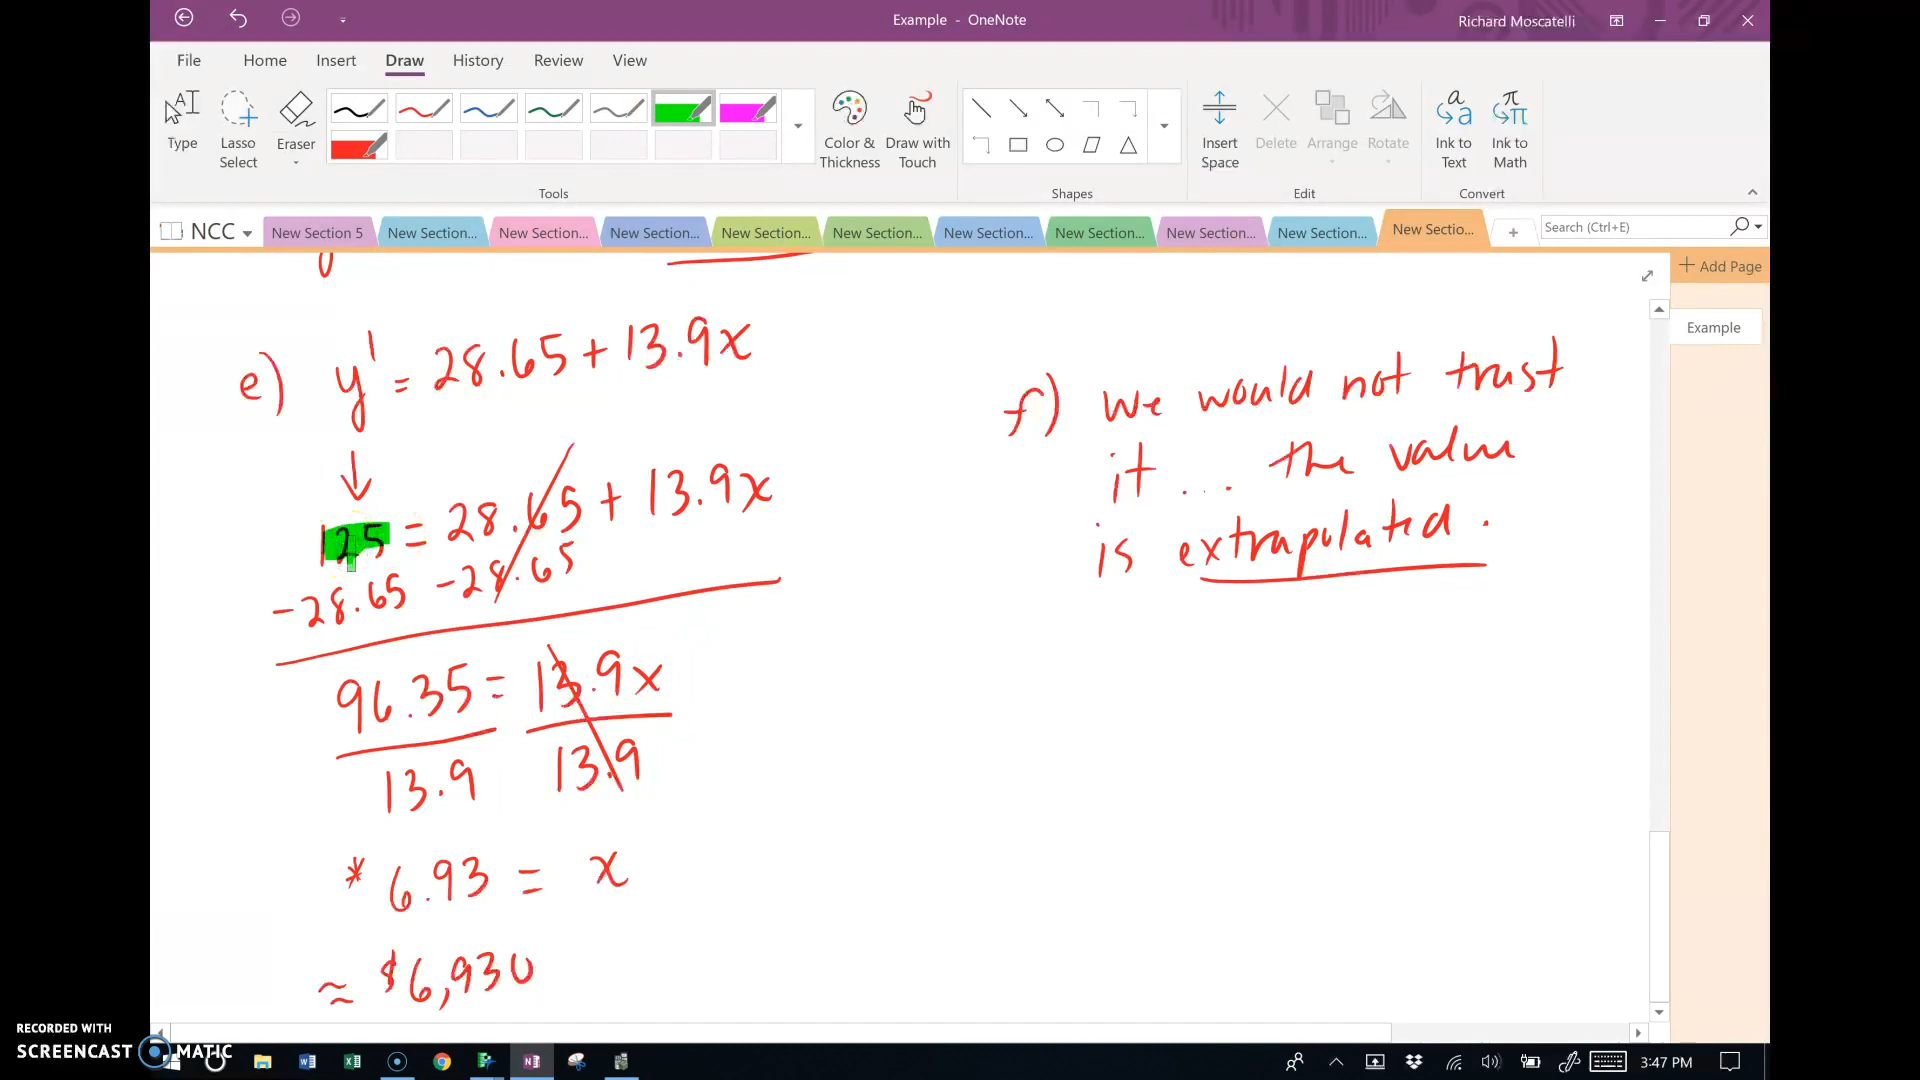 Example - OneNote
Richard Moscatelli
File Home Insert Draw History Review View
Type
Lasso Select
Eraser
Color & Thickness
Draw with Touch
Insert Space
Delete
Arrange
Rotate
Ink to Text
Ink to Math
Tools
Shapes
Edit
Convert
NCC
New Section 5
New Section...
New Section...
New Section...
New Section...
New Section...
New Section...
New Section...
New Section...
New Section...
New Sectio...
Search (Ctrl+E)
Add Page
Example
e) y' = 28.65 + 13.9x
125 = 28.65 + 13.9x
-28.65 -28.65
96.35 = 13.9x
13.9 13.9
* 6.93 = x
≈ $6,930
f) We would not trust
it ... the value
is extrapolated.
RECORDED WITH
SCREENCAST MATIC
3:47 PM